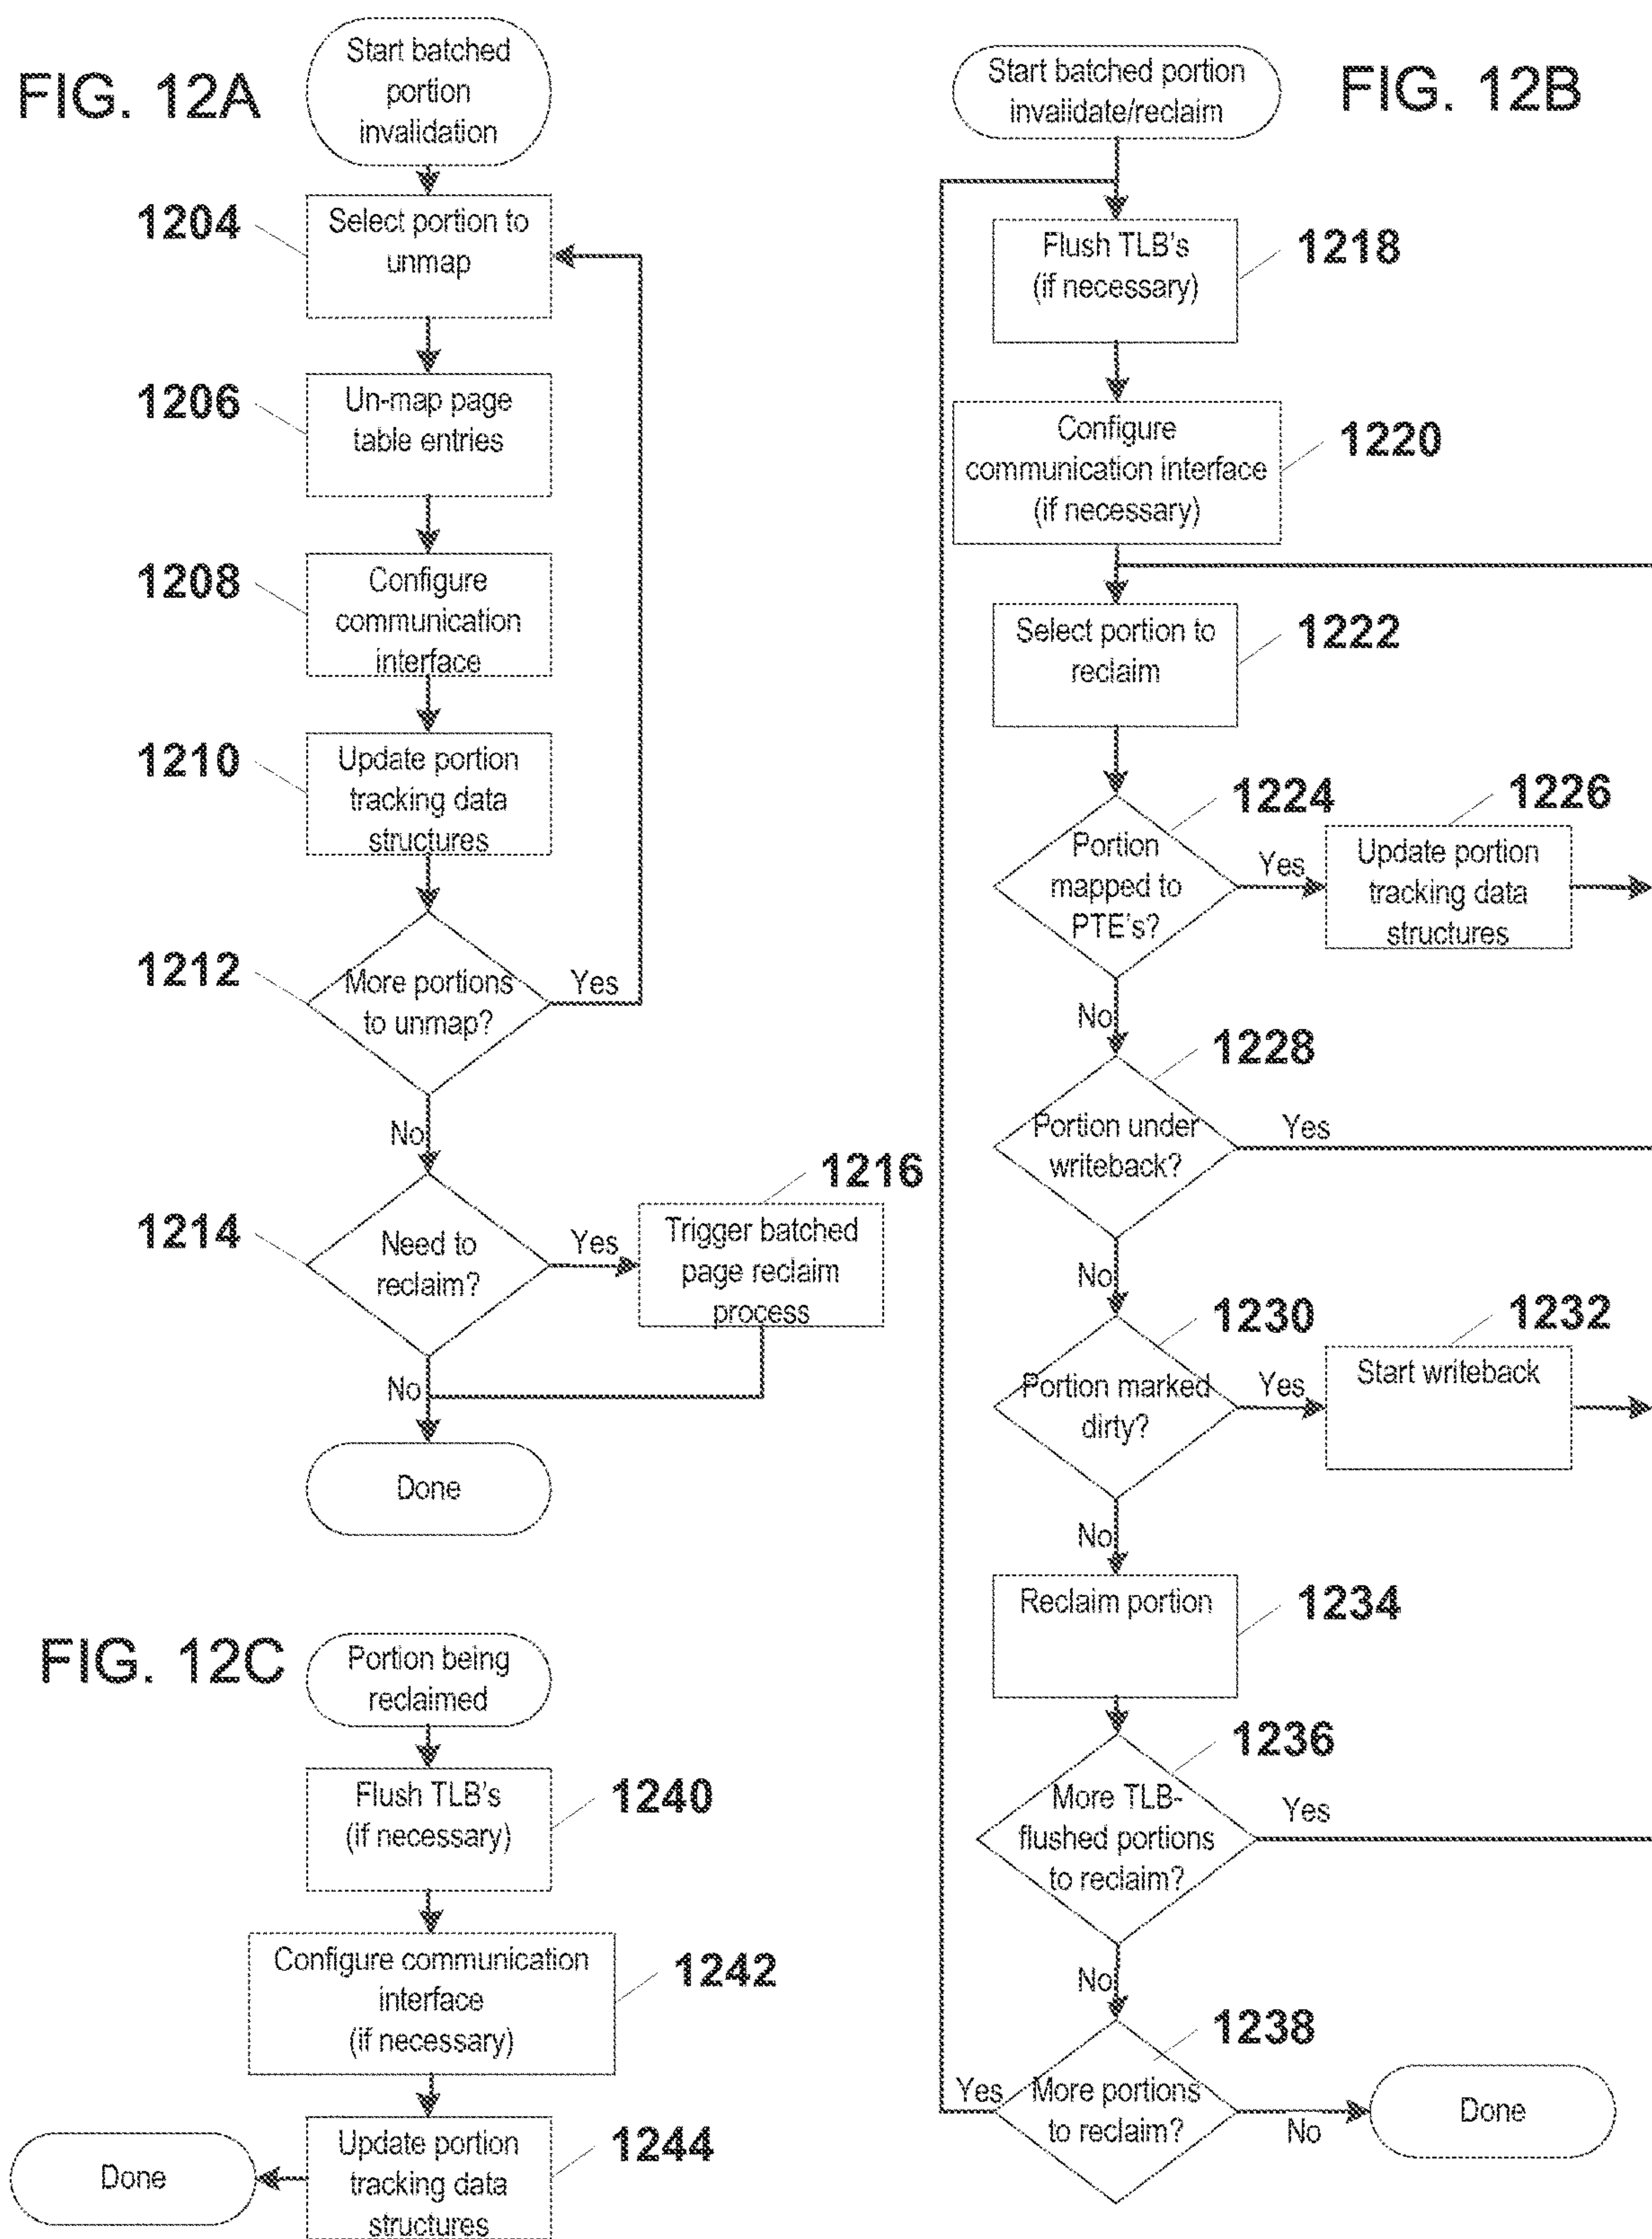 FIG. 12A
Start batched
portion
invalidation
1204
Select portion to
unmap
1206
Un-map page
table entries
1208
Configure
communication
interface
1210
Update portion
tracking data
structures
1212
More portions
to unmap?
Yes
No
1214
Need to
reclaim?
Yes
1216
Trigger batched
page reclaim
process
No
Done
FIG. 12B
Start batched portion
invalidate/reclaim
Flush TLB's
(if necessary)
1218
Configure
communication interface
(if necessary)
1220
Select portion to
reclaim
1222
1224
Portion
mapped to
PTE's?
Yes
1226
Update portion
tracking data
structures
No
1228
Portion under
writeback?
Yes
No
1230
Portion marked
dirty?
Yes
1232
Start writeback
No
Reclaim portion
1234
1236
More TLB-
flushed portions
to reclaim?
Yes
No
1238
More portions
to reclaim?
Yes
No
Done
FIG. 12C
Portion being
reclaimed
Flush TLB's
(if necessary)
1240
Configure communication
interface
(if necessary)
1242
Update portion
tracking data
structures
1244
Done